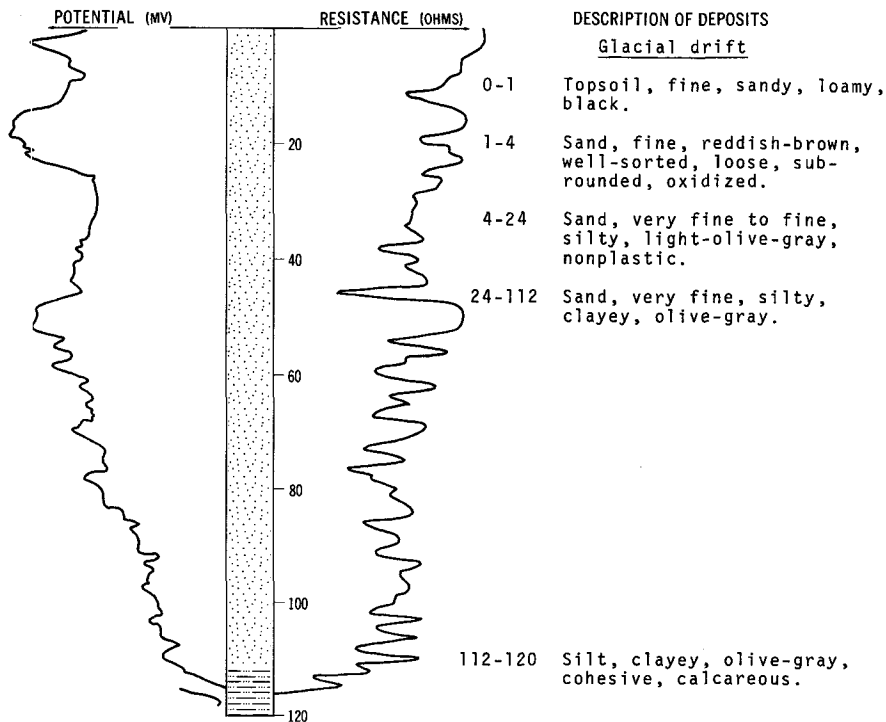 POTENTIAL (MV) RESISTANCE (OHMS) DESCRIPTION OF DEPOSITS
Glacial drift
0-1 Topsoil, fine, sandy, loamy,
black.
20
1-4 Sand, fine, reddish-brown,
well-sorted, loose, sub-
rounded, oxidized.
4-24 Sand, very fine to fine,
silty, light-olive-gray,
nonplastic.
40
24-112 Sand, very fine, silty,
clayey, olive-gray.
60
80
100
112-120 Silt, clayey, olive-gray,
cohesive, calcareous.
120